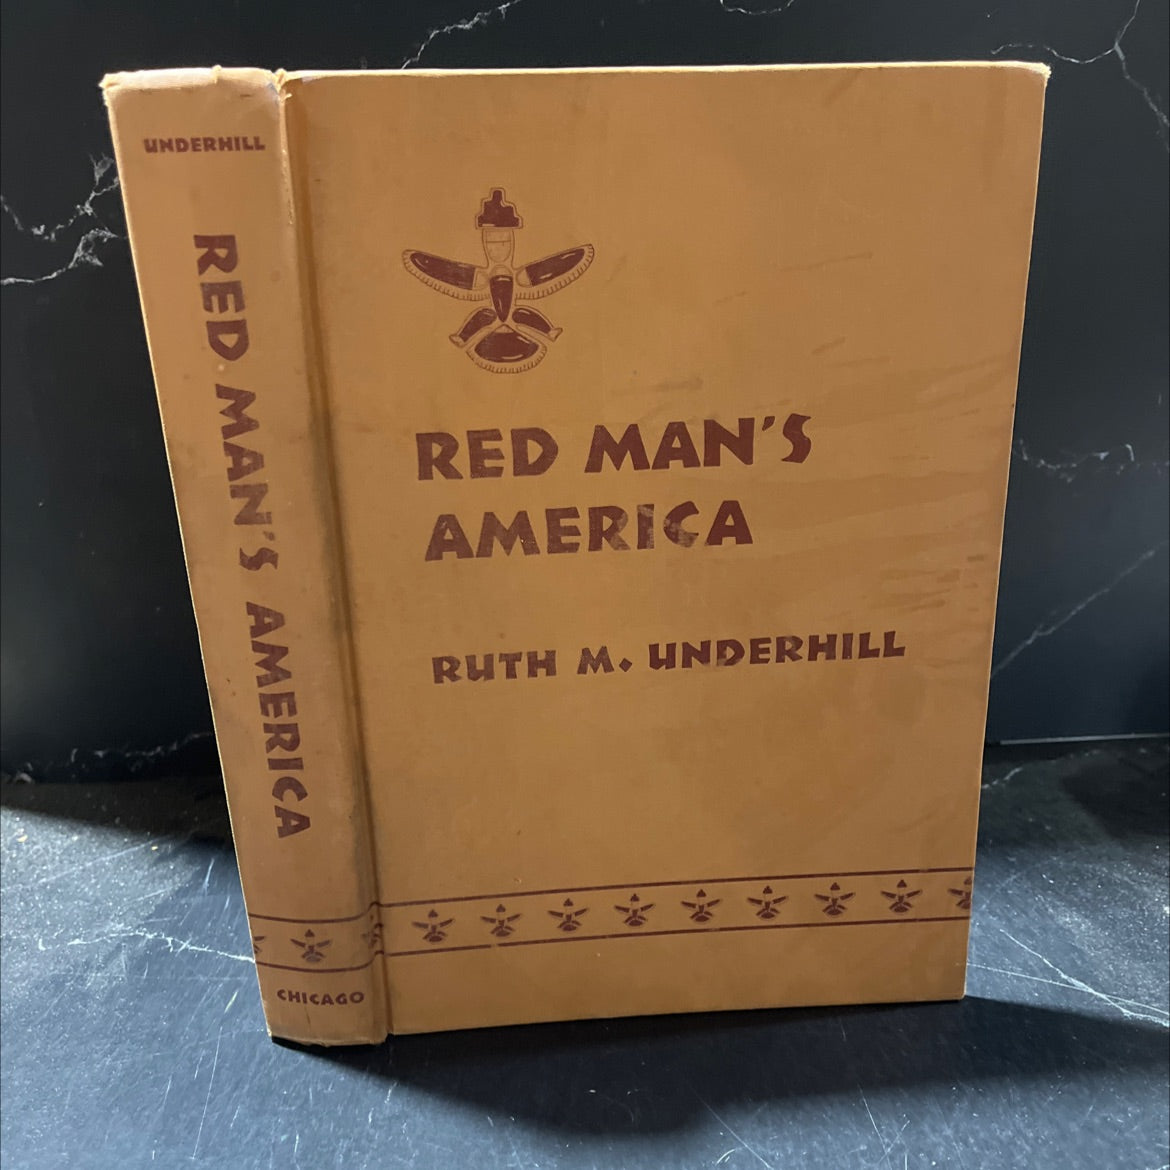 UNDERHILL
RED MAN'S AMERICA
CHICAGO
RED MAN'S
AMERICA
RUTH M. UNDERHILL